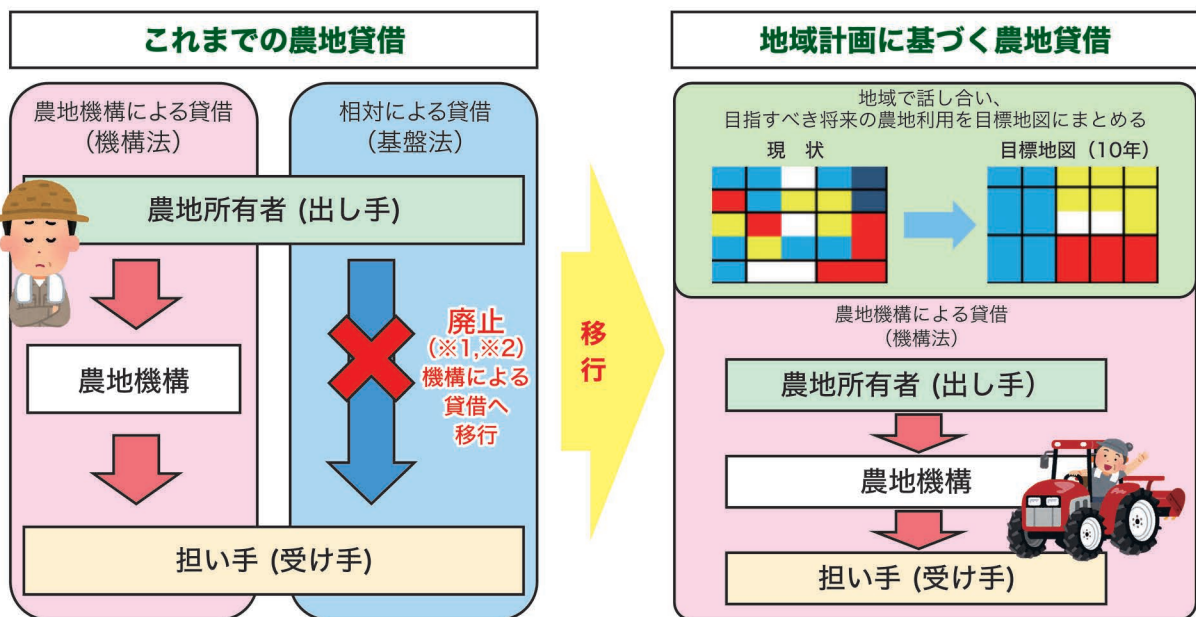 これまでの農地貸借
農地機構による貸借
(機構法)
相対による貸借
(基盤法)
農地所有者 (出し手)
農地機構
廃止
(※1,※2)
機構による
貸借へ
移行
担い手 (受け手)
移
行
地域計画に基づく農地貸借
地域で話し合い、
目指すべき将来の農地利用を目標地図にまとめる
現 状
目標地図(10年)
農地機構による貸借
(機構法)
農地所有者 (出し手)
農地機構
担い手 (受け手)